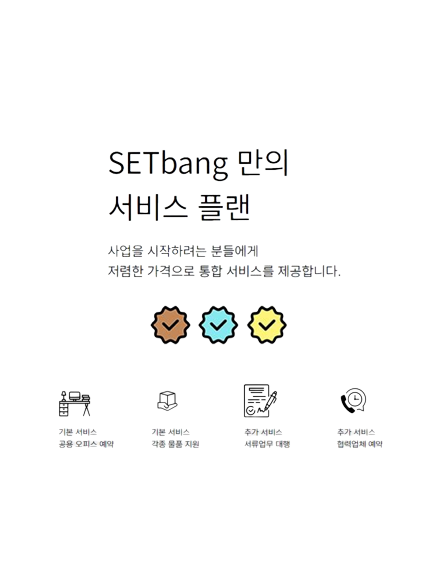 SETbang 만의
서비스 플랜
사업을 시작하려는 분들에게
저렴한 가격으로 통합 서비스를 제공합니다.
기본 서비스
공용 오피스 예약
기본 서비스
각종 물품 지원
추가 서비스
서류업무 대행
추가 서비스
협력업체 예약